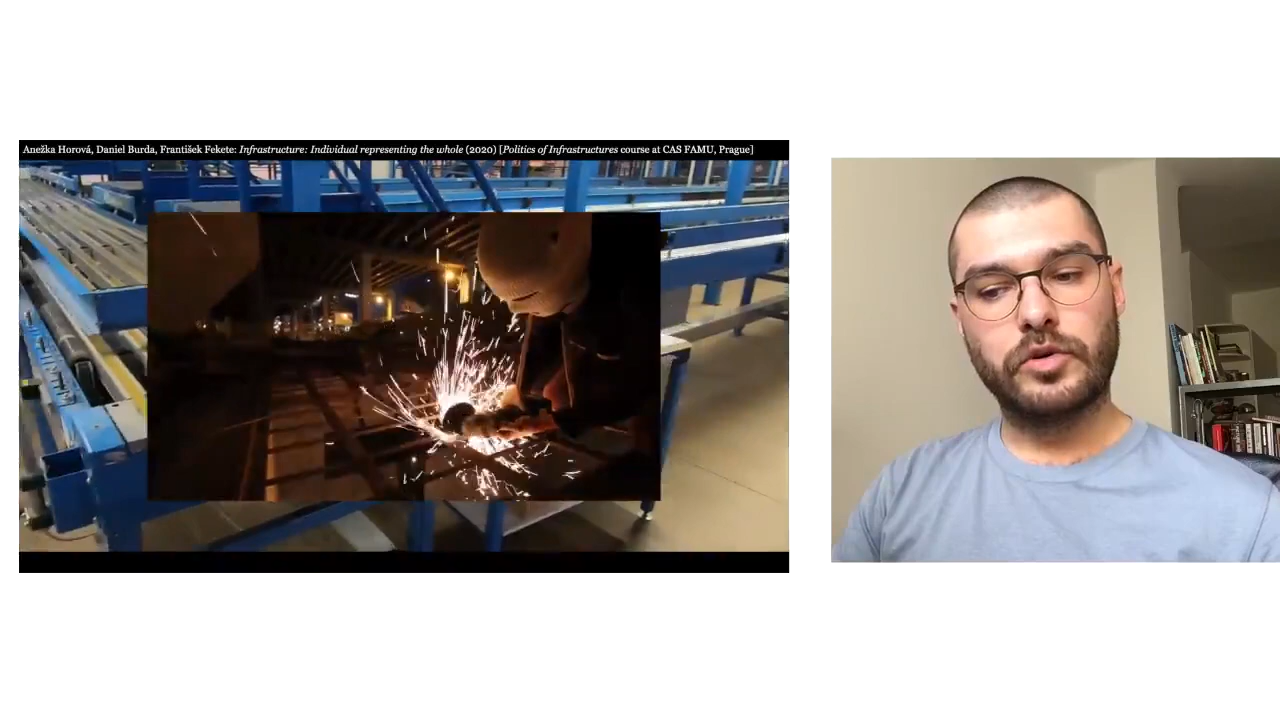 Anežka Horová, Daniel Burda, František Fekete: Infrastructure: Individual representing the whole (2020) [Politics of Infrastructures course at CAS FAMU, Prague]